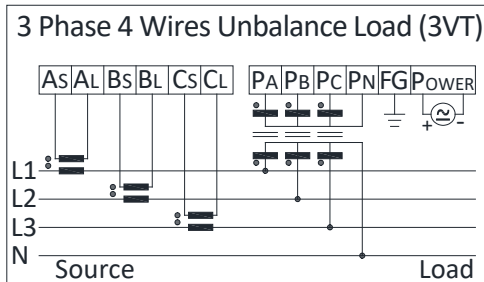 3 Phase 4 Wires Unbalance Load (3VT)
AS AL BS BL CS CL PA PB PC PN FG POWER
+ -
L1
L2
L3
N
Source Load